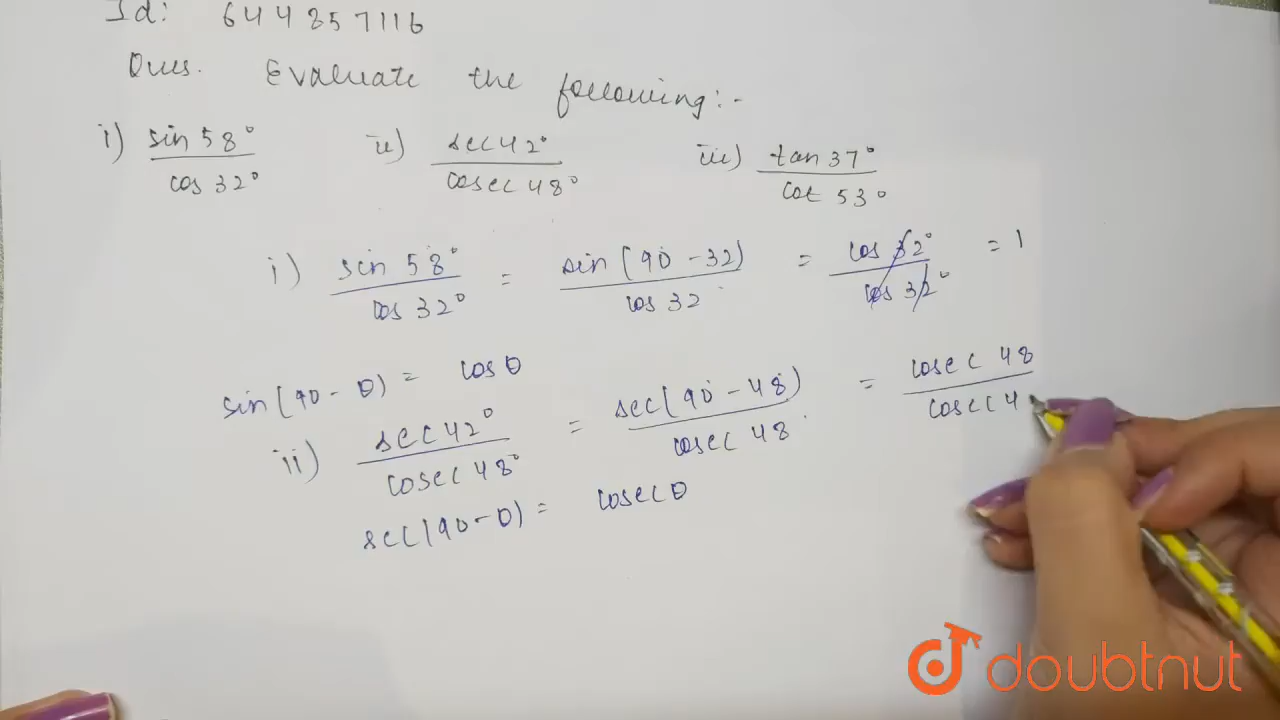 Id: 644857116
Ques. Evaluate the following:-
i) sin 58° / cos 32° ii) sec 42° / cosec 48° iii) tan 37° / cot 53°
i) sin 58° / cos 32° = sin (90 - 32) / cos 32 = cos 32° / cos 32° = 1
sin (90 - θ) = cos θ
ii) sec 42° / cosec 48° = sec (90 - 48) / cosec 48 = cosec 48 / cosec 4
sec (90 - θ) = cosec θ
doubtnut